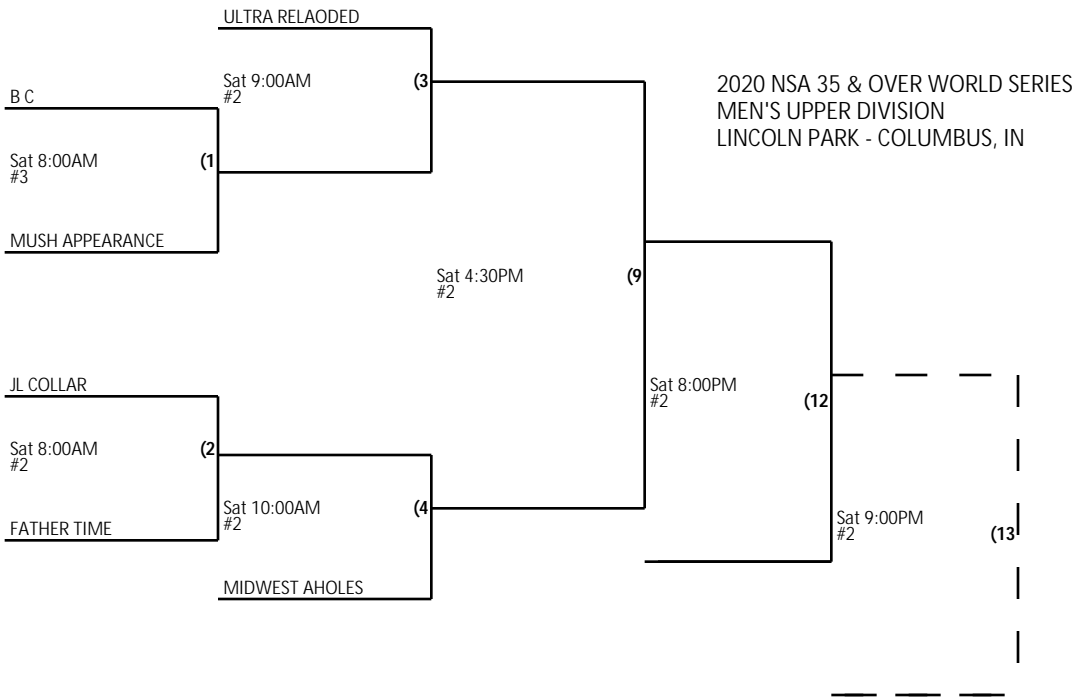 ULTRA RELAODED
Sat 9:00AM
#2
(3
2020 NSA 35 & OVER WORLD SERIES
MEN'S UPPER DIVISION
LINCOLN PARK - COLUMBUS, IN
B C
Sat 8:00AM
#3
(1
MUSH APPEARANCE
Sat 4:30PM
#2
(9
JL COLLAR
Sat 8:00AM
#2
(2
Sat 8:00PM
#2
(12
FATHER TIME
Sat 10:00AM
#2
(4
Sat 9:00PM
#2
(13
MIDWEST AHOLES